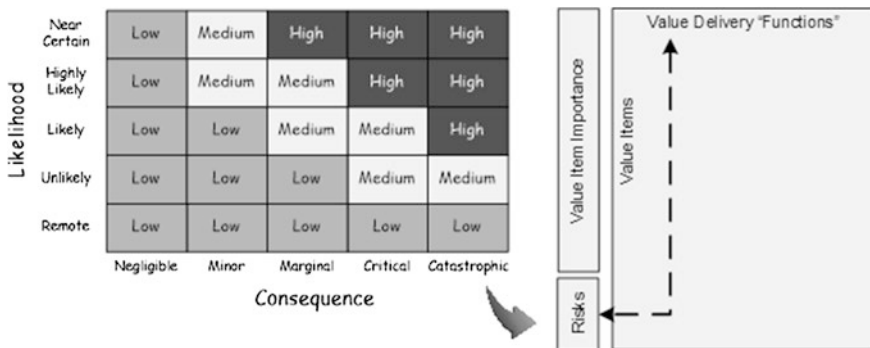 Likelihood
Near
Certain
Low
Medium
High
High
High
Highly
Likely
Low
Medium
Medium
High
High
Likely
Low
Low
Medium
Medium
High
Unlikely
Low
Low
Low
Medium
Medium
Remote
Low
Low
Low
Low
Low
Negligible
Minor
Marginal
Critical
Catastrophic
Consequence
Value Item Importance
Risks
Value Delivery “Functions”
Value Items